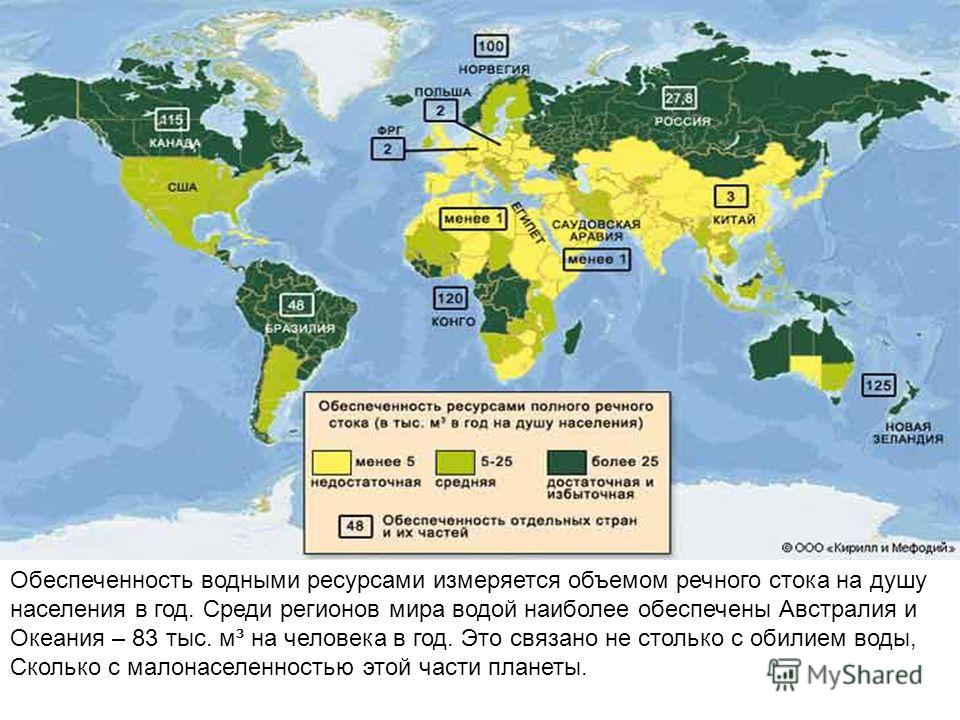 100
НОРВЕГИЯ
ПОЛЬША
2
ФРГ
2
27,8
РОССИЯ
115
КАНАДА
США
3
КИТАЙ
менее 1
ЕГИПЕТ
САУДОВСКАЯ
АРАВИЯ
менее 1
48
БРАЗИЛИЯ
120
КОНГО
125
НОВАЯ
ЗЕЛАНДИЯ
Обеспеченность ресурсами полного речного
стока (в тыс. м³ в год на душу населения)
менее 5
недостаточная
5-25
средняя
более 25
достаточная и
избыточная
48
Обеспеченность отдельных стран
и их частей
© ООО «Кирилл и Мефодий»
Обеспеченность водными ресурсами измеряется объемом речного стока на душу
населения в год. Среди регионов мира водой наиболее обеспечены Австралия и
Океания – 83 тыс. м³ на человека в год. Это связано не столько с обилием воды,
Сколько с малонаселенностью этой части планеты.
MyShared